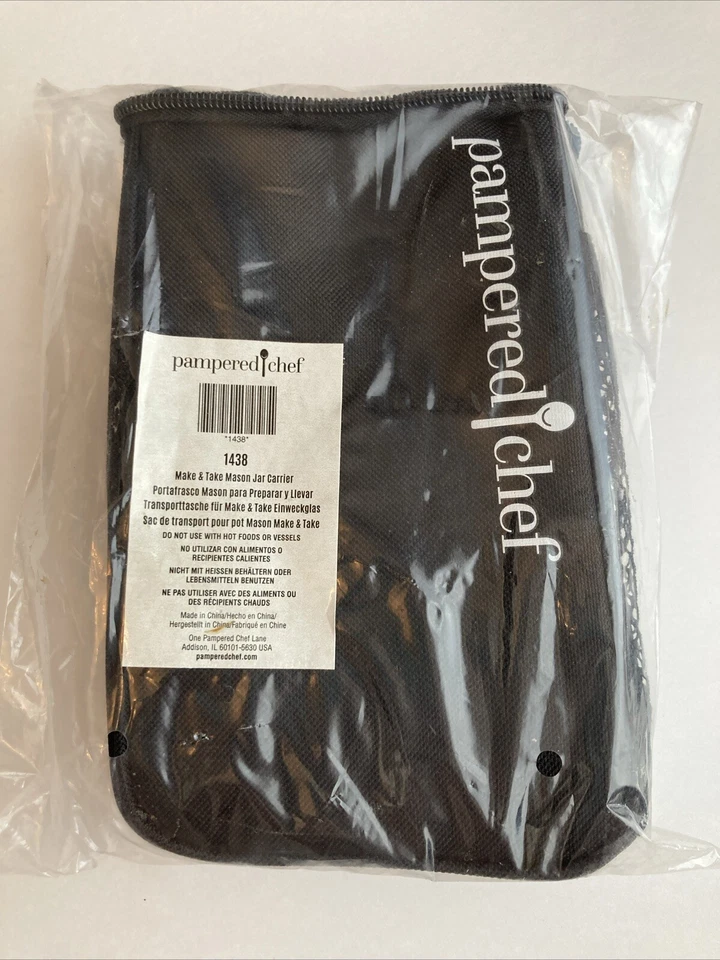 pampered chef
pampered chef
*1438*
1438
Make & Take Mason Jar Carrier
Portafrasco Mason para Preparar y Llevar
Transporttasche für Make & Take Einweckglas
Sac de transport pour pot Mason Make & Take
DO NOT USE WITH HOT FOODS OR VESSELS
NO UTILIZAR CON ALIMENTOS O
RECIPIENTES CALIENTES
NICHT MIT HEISSEN BEHÄLTERN ODER
LEBENSMITTELN BENUTZEN
NE PAS UTILISER AVEC DES ALIMENTS OU
DES RÉCIPIENTS CHAUDS
Made in China/Hecho en China/
Hergestellt in China/Fabriqué en Chine
One Pampered Chef Lane
Addison, IL 60101-5630 USA
pamperedchef.com